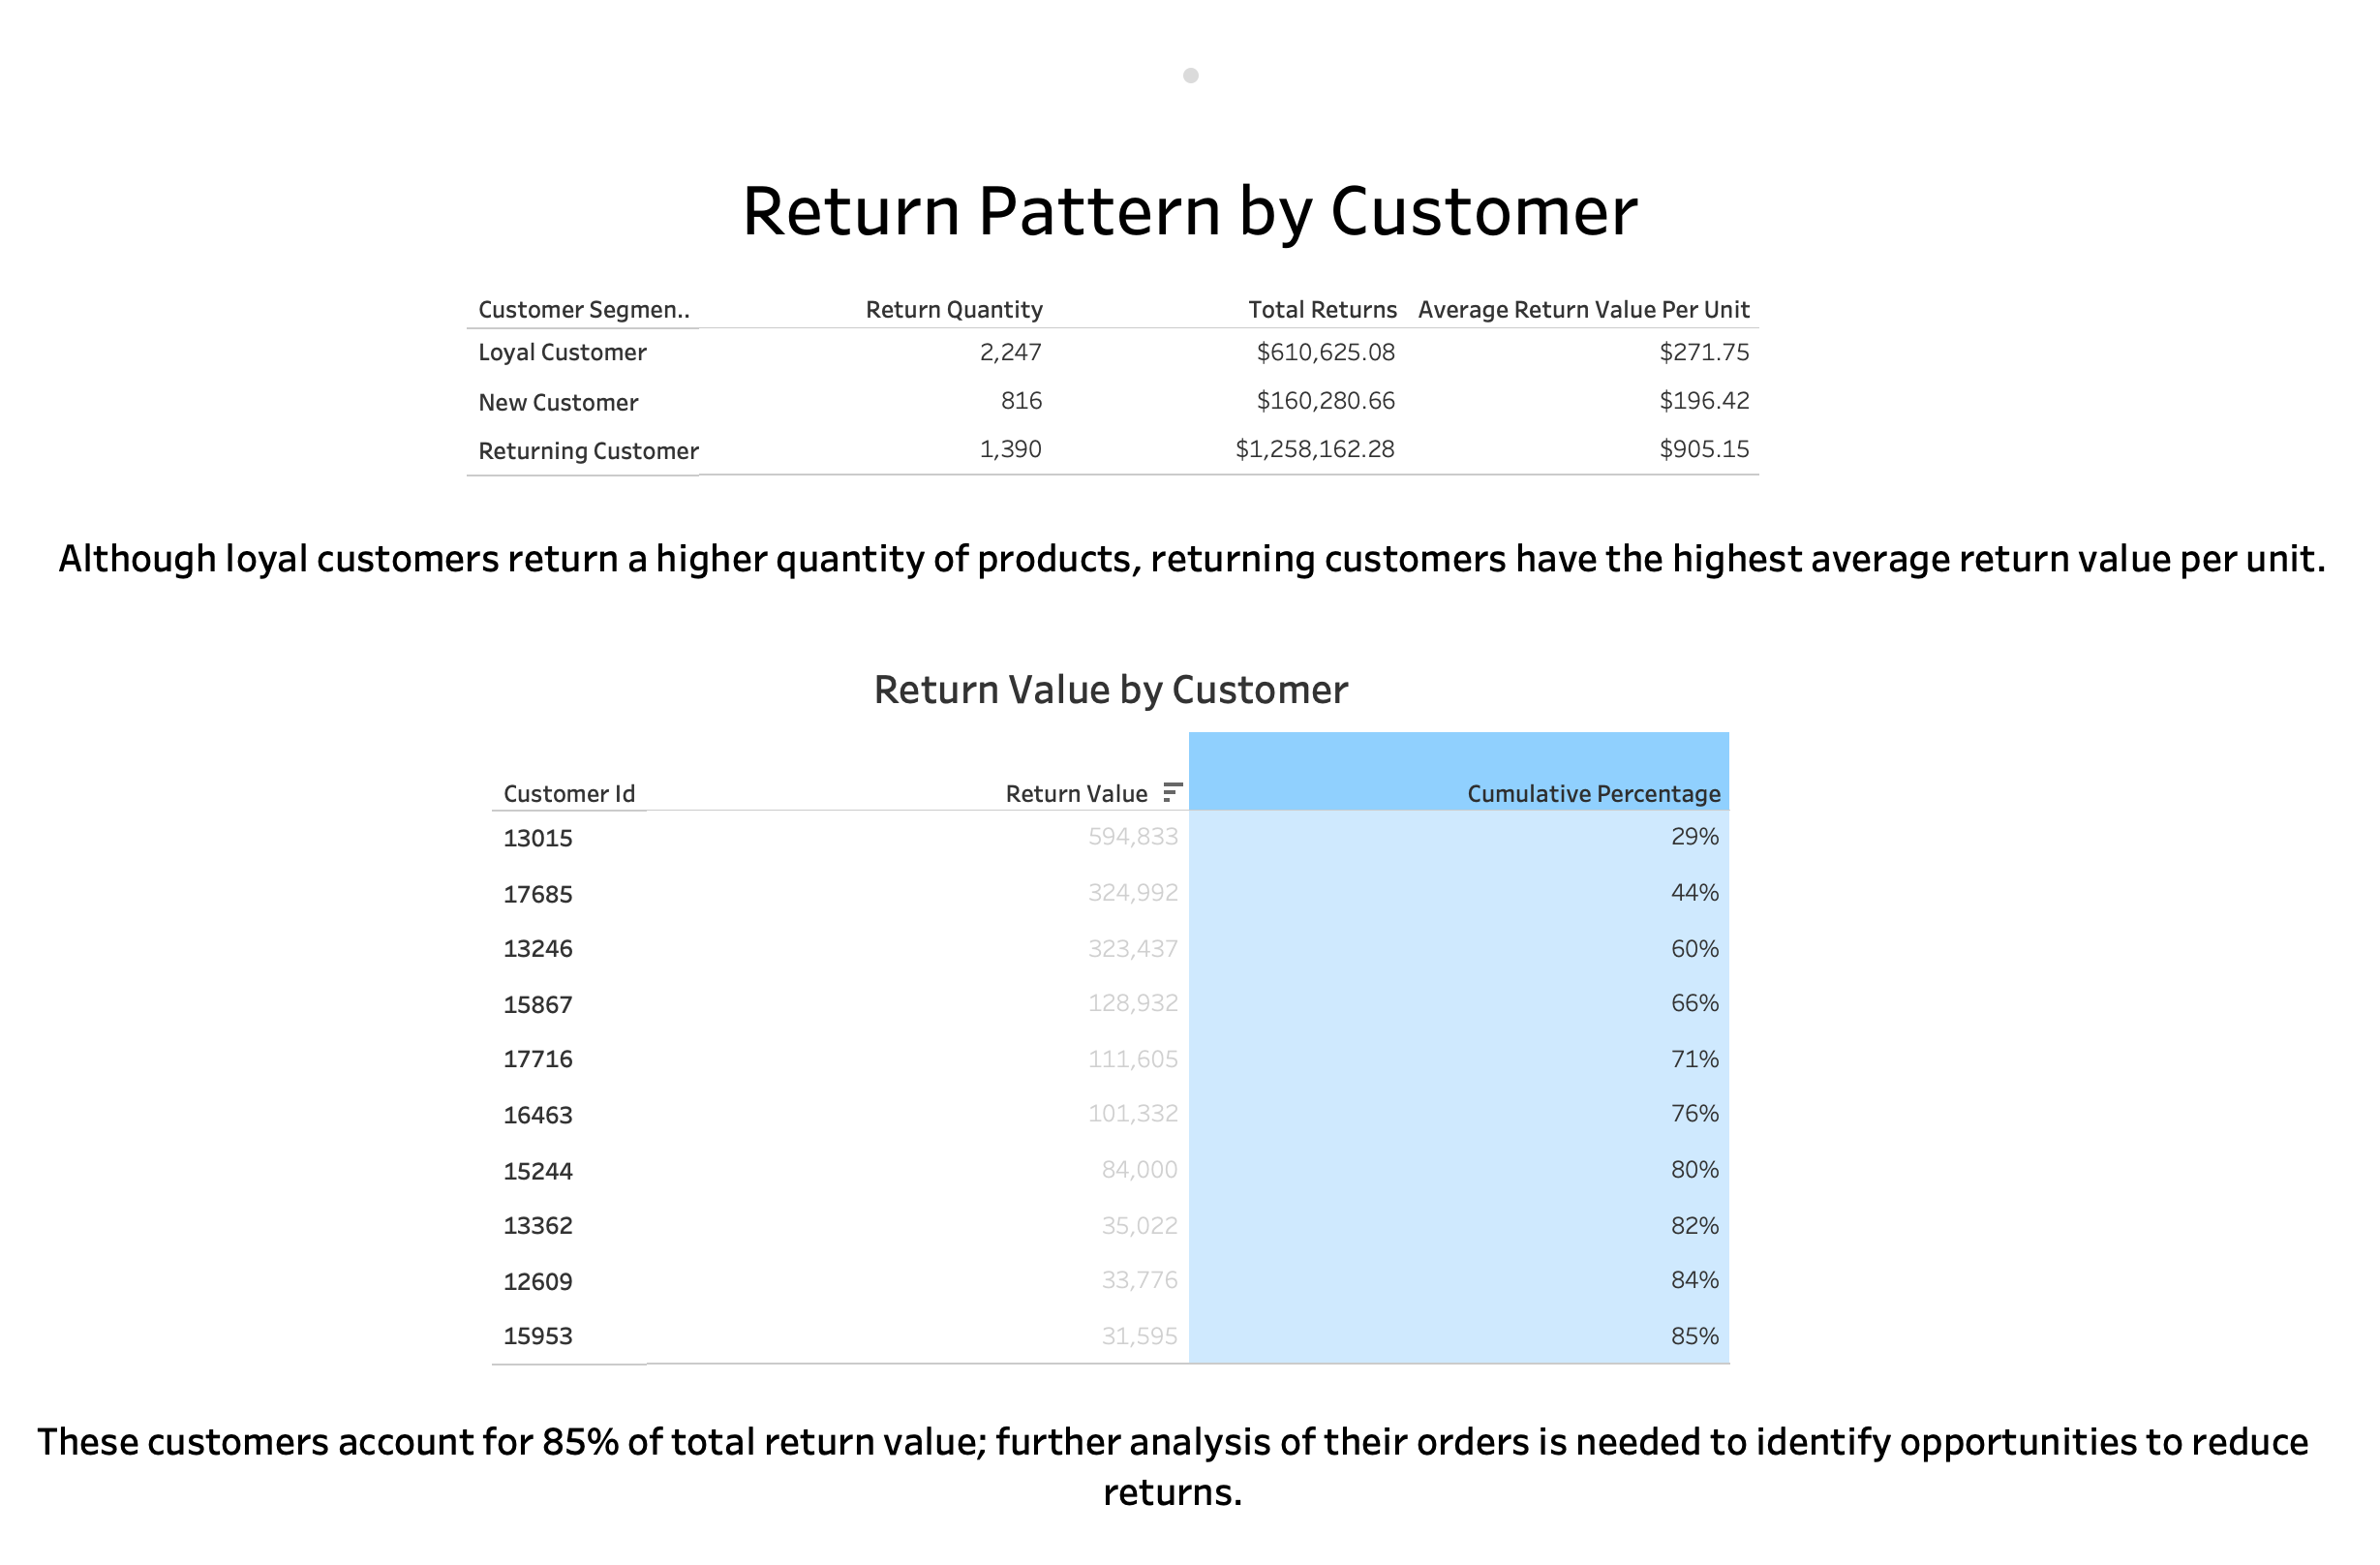 Return Pattern by Customer
Customer Segmen.. Return Quantity Total Returns Average Return Value Per Unit
Loyal Customer 2,247 $610,625.08 $271.75
New Customer 816 $160,280.66 $196.42
Returning Customer 1,390 $1,258,162.28 $905.15
Although loyal customers return a higher quantity of products, returning customers have the highest average return value per unit.
Return Value by Customer
Customer Id Return Value Cumulative Percentage
13015 594,833 29%
17685 324,992 44%
13246 323,437 60%
15867 128,932 66%
17716 111,605 71%
16463 101,332 76%
15244 84,000 80%
13362 35,022 82%
12609 33,776 84%
15953 31,595 85%
These customers account for 85% of total return value; further analysis of their orders is needed to identify opportunities to reduce
returns.